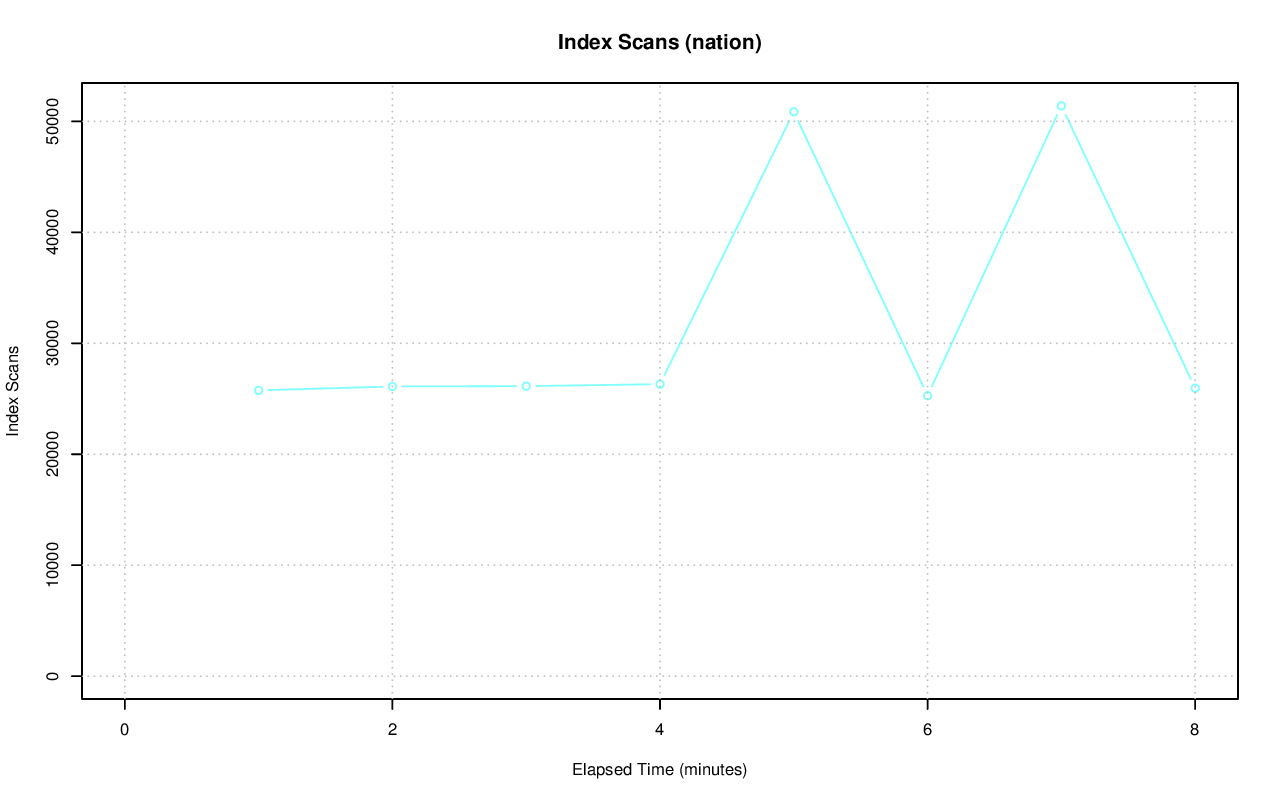 Index Scans (nation)
Index Scans
50000
40000
30000
20000
10000
0
0 2 4 6 8
Elapsed Time (minutes)